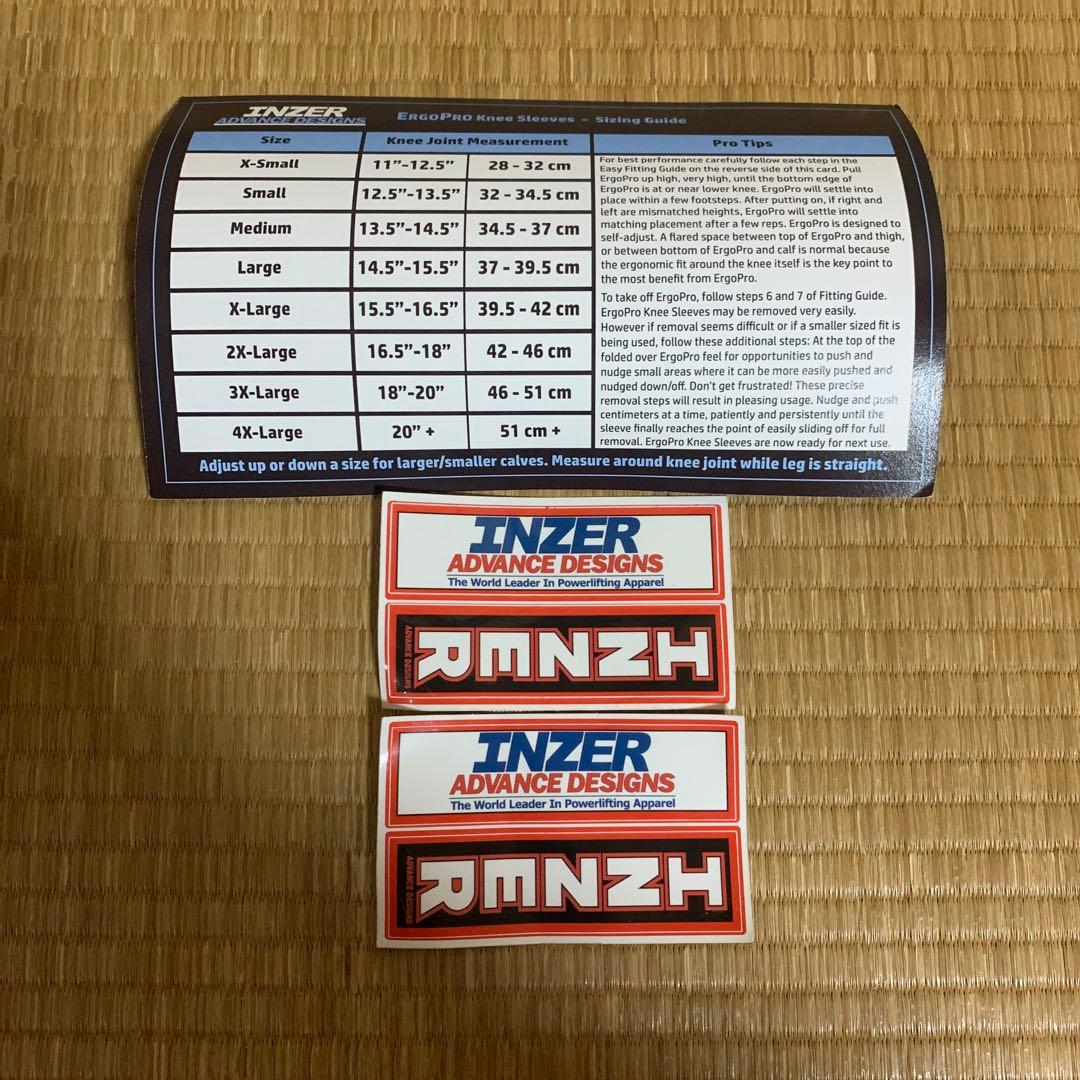 INZER
ADVANCE DESIGNS
ERGOPRO Knee Sleeves - Sizing Guide
Size Knee Joint Measurement Pro Tips
X-Small 11”-12.5” 28 - 32 cm
Small 12.5”-13.5” 32 - 34.5 cm
Medium 13.5”-14.5” 34.5 - 37 cm
Large 14.5”-15.5” 37 - 39.5 cm
X-Large 15.5”-16.5” 39.5 - 42 cm
2X-Large 16.5”-18” 42 - 46 cm
3X-Large 18”-20” 46 - 51 cm
4X-Large 20” + 51 cm +
For best performance carefully follow each step in the
Easy Fitting Guide on the reverse side of this card. Pull
ErgoPro up high, very high, until the bottom edge of
ErgoPro is at or near lower knee. ErgoPro will settle into
place within a few footsteps. After putting on, if right and
left are mismatched heights, ErgoPro will settle into
matching placement after a few reps. ErgoPro is designed to
self-adjust. A flared space between top of ErgoPro and thigh,
or between bottom of ErgoPro and calf is normal because
the ergonomic fit around the knee itself is the key point to
the most benefit from ErgoPro.
To take off ErgoPro, follow steps 6 and 7 of Fitting Guide.
ErgoPro Knee Sleeves may be removed very easily.
However if removal seems difficult or if a smaller sized fit is
being used, follow these additional steps: At the top of the
folded over ErgoPro feel for opportunities to push and
nudge small areas where it can be more easily pushed and
nudged down/off. Don't get frustrated! These precise
removal steps will result in pleasing usage. Nudge and push
centimeters at a time, patiently and persistently until the
sleeve finally reaches the point of easily sliding off for full
removal. ErgoPro Knee Sleeves are now ready for next use.
Adjust up or down a size for larger/smaller calves. Measure around knee joint while leg is straight.
INZER
ADVANCE DESIGNS
The World Leader In Powerlifting Apparel
INZER
ADVANCE DESIGNS
INZER
ADVANCE DESIGNS
The World Leader In Powerlifting Apparel
INZER
ADVANCE DESIGNS